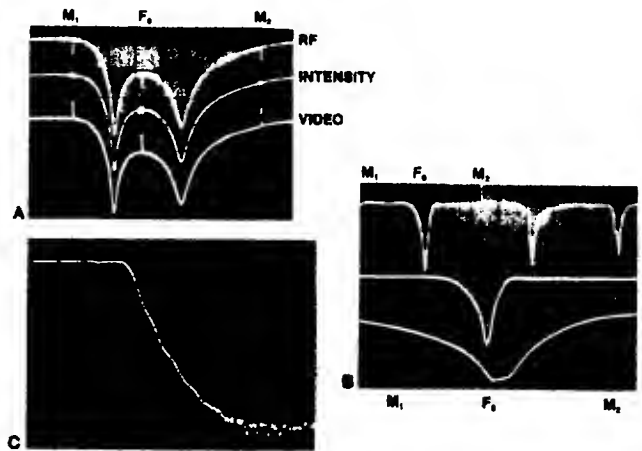 M₁ F₀ M₂
RF
INTENSITY
VIDEO
A
M₁ F₀ M₂
B
M₁ F₀ M₂
C